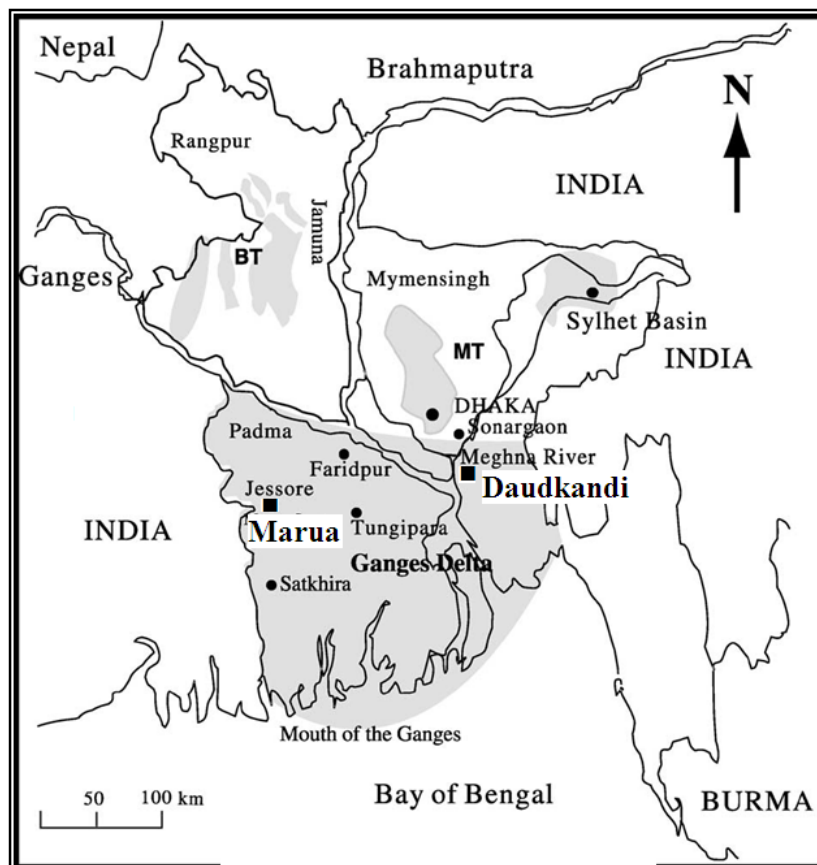 Nepal
Brahmaputra
N
Rangpur
INDIA
Jamuna
BT
Ganges
Mymensingh
Sylhet Basin
MT
INDIA
DHAKA
Sonargaon
Padma
Meghna River
Faridpur
Jessore
Daudkandi
INDIA
Marua
Tungipara
Ganges Delta
Satkhira
Mouth of the Ganges
50
100 km
Bay of Bengal
BURMA